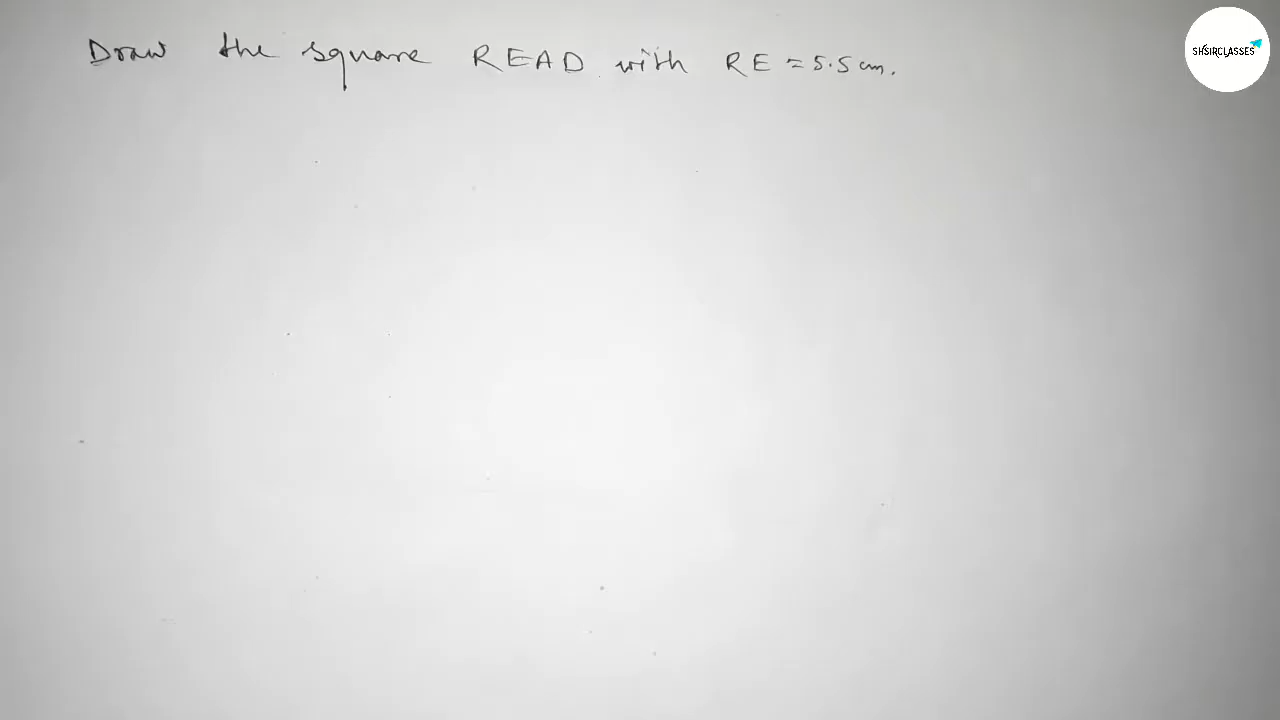 Draw the square READ with RE = 5.5 cm.
SHSIRCLASSES